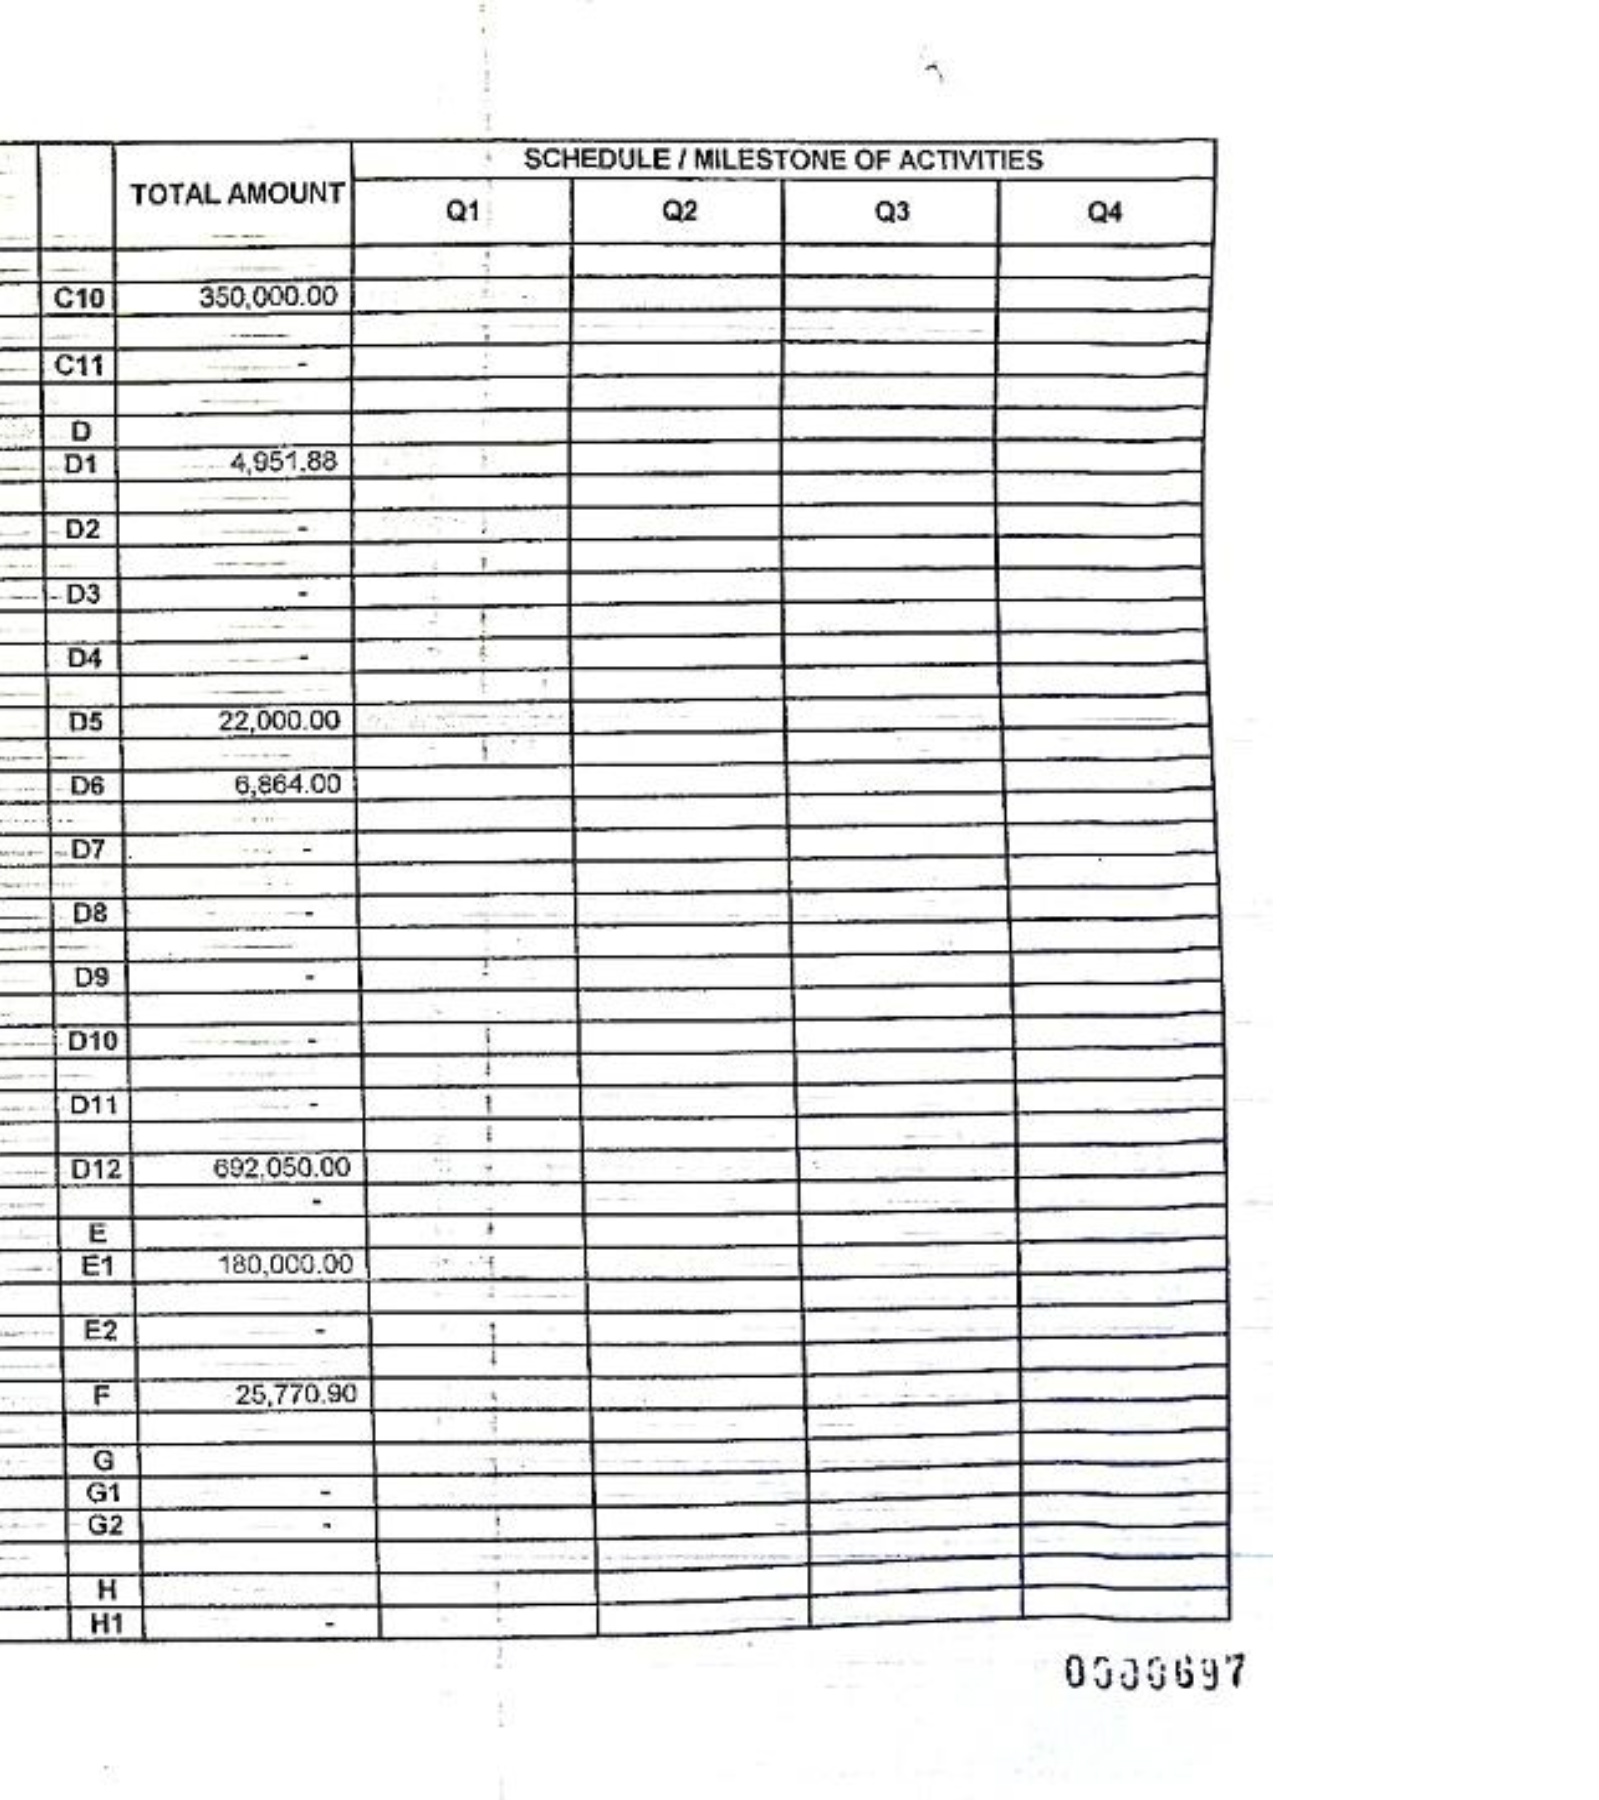 SCHEDULE / MILESTONE OF ACTIVITIES
TOTAL AMOUNT
Q1 Q2 Q3 Q4
C10 350,000.00
C11 -
D
D1 4,951.88
D2 -
D3 -
D4 -
D5 22,000.00
D6 6,864.00
D7 -
D8 -
D9 -
D10 -
D11 -
D12 692,050.00
-
E
E1 180,000.00
E2 -
F 25,770.90
G
G1 -
G2 -
H
H1 -
0000697